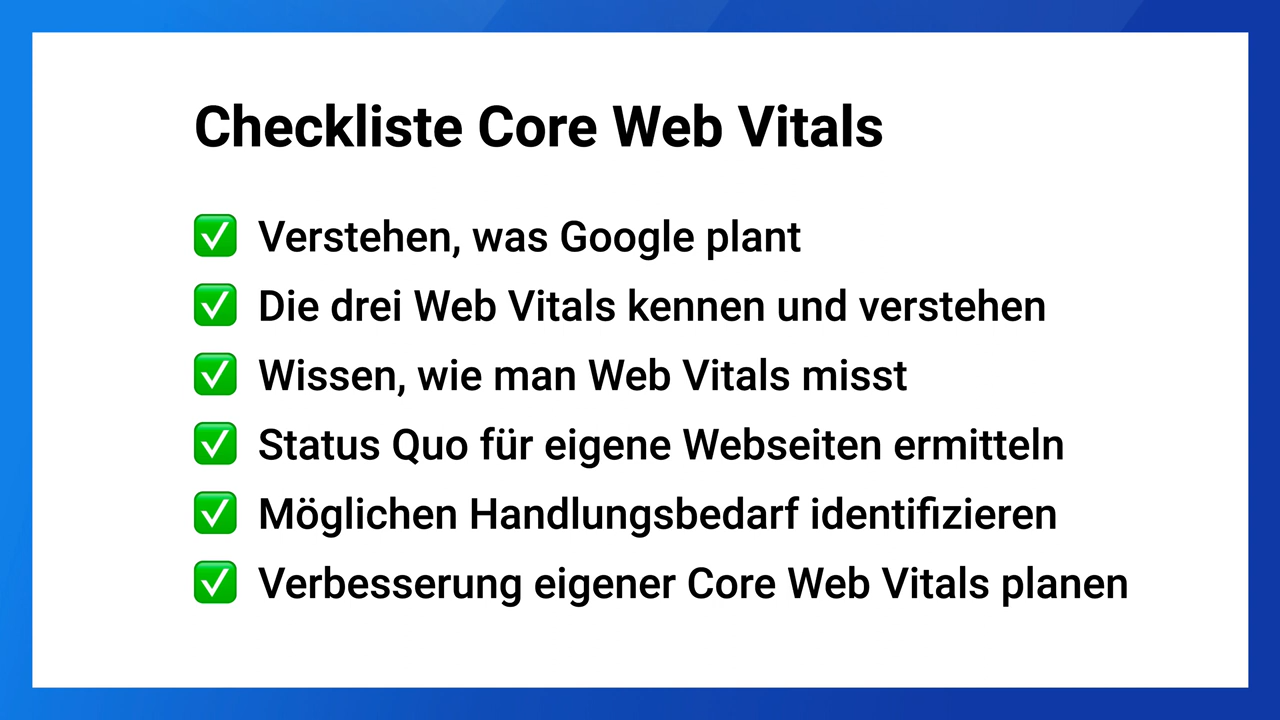 Checkliste Core Web Vitals
✅ Verstehen, was Google plant
✅ Die drei Web Vitals kennen und verstehen
✅ Wissen, wie man Web Vitals misst
✅ Status Quo für eigene Webseiten ermitteln
✅ Möglichen Handlungsbedarf identifizieren
✅ Verbesserung eigener Core Web Vitals planen